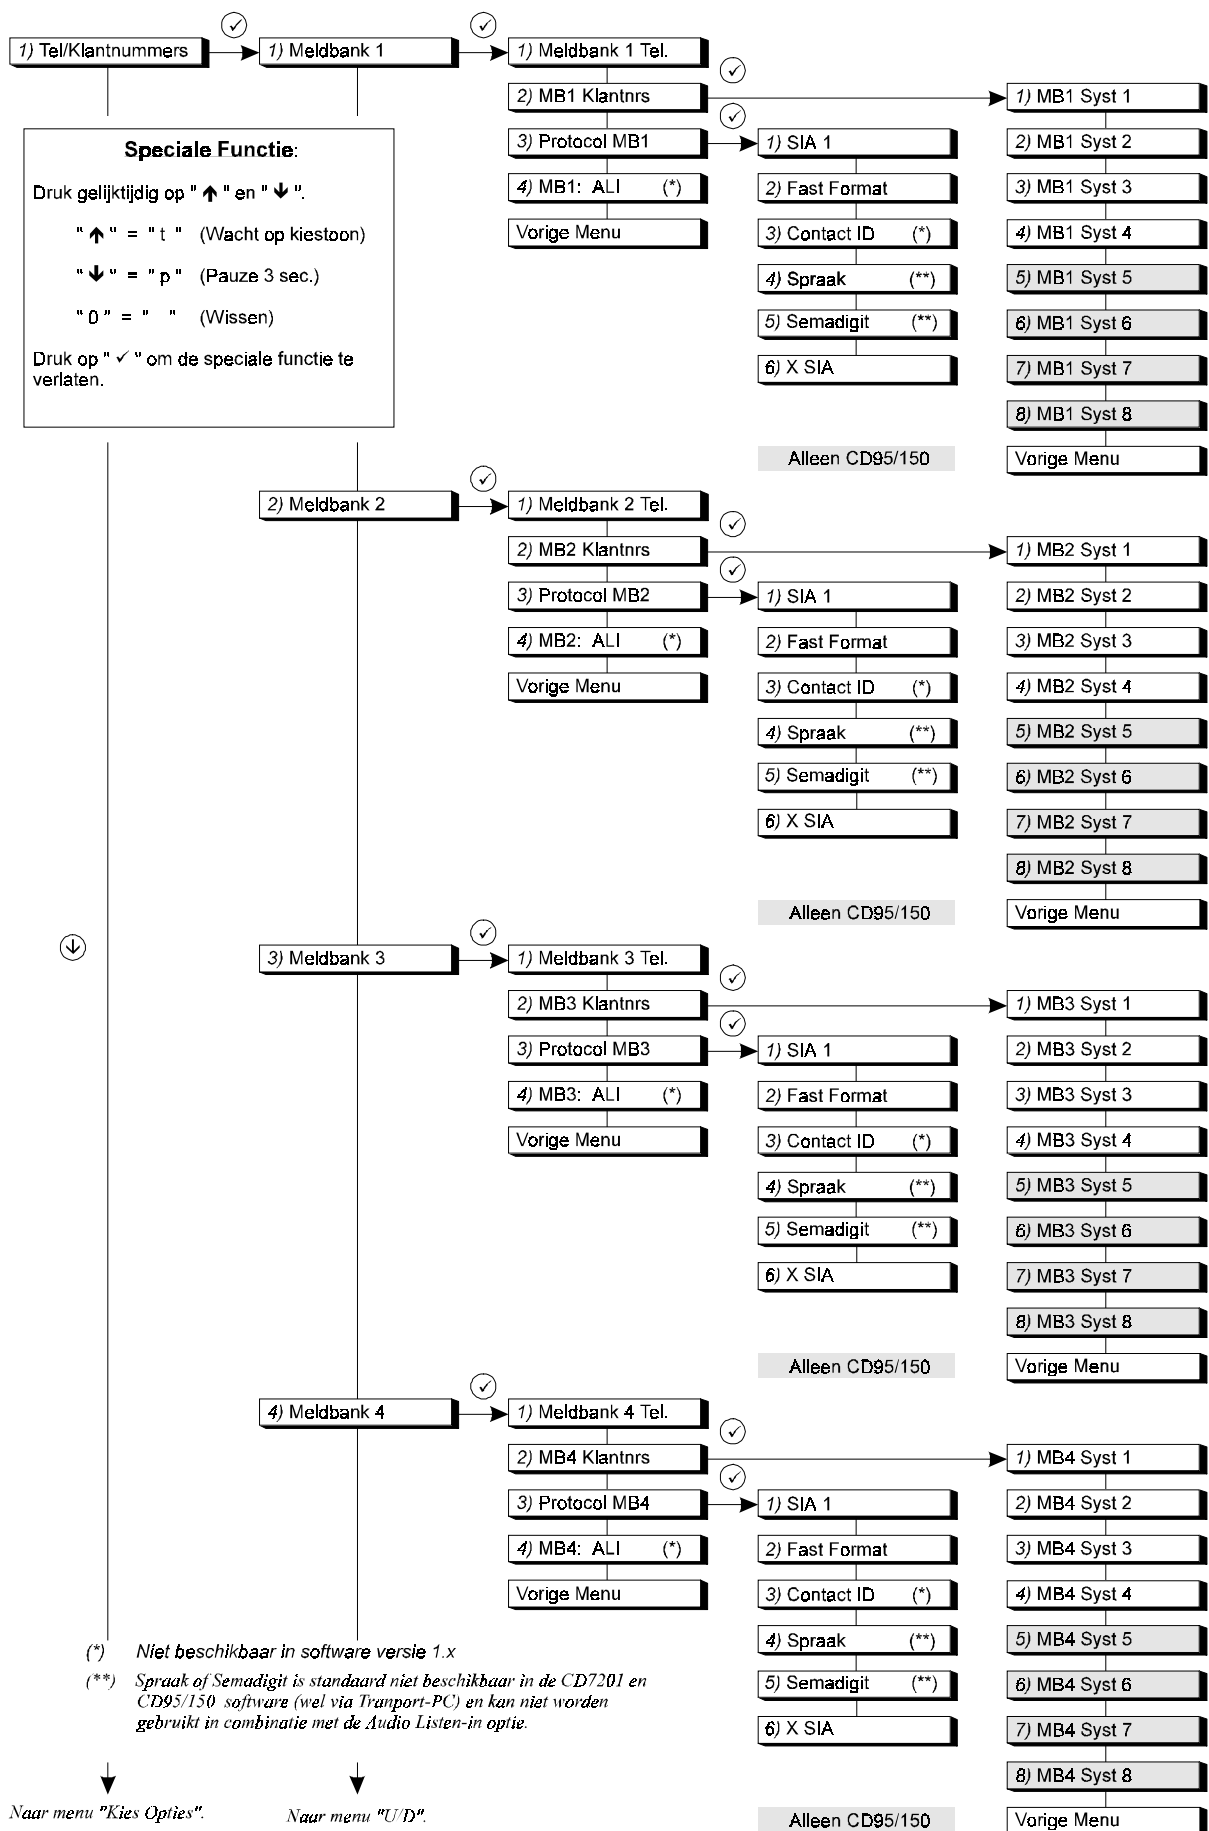 1) Tel/Klantnummers
1) Meldbank 1
1) Meldbank 1 Tel.
2) MB1 Klantnrs
3) Protocol MB1
4) MB1: ALI (*)
Vorige Menu
1) SIA 1
2) Fast Format
3) Contact ID (*)
4) Spraak (**)
5) Semadigit (**)
6) X SIA
Alleen CD95/150
1) MB1 Syst 1
2) MB1 Syst 2
3) MB1 Syst 3
4) MB1 Syst 4
5) MB1 Syst 5
6) MB1 Syst 6
7) MB1 Syst 7
8) MB1 Syst 8
Vorige Menu
Speciale Functie:
Druk gelijktijdig op " ↑ " en " ↓ ".
" ↑ " = " t " (Wacht op kiestoon)
" ↓ " = " p " (Pauze 3 sec.)
" 0 " = "   " (Wissen)
Druk op " ✓ " om de speciale functie te
verlaten.
2) Meldbank 2
1) Meldbank 2 Tel.
2) MB2 Klantnrs
3) Protocol MB2
4) MB2: ALI (*)
Vorige Menu
1) SIA 1
2) Fast Format
3) Contact ID (*)
4) Spraak (**)
5) Semadigit (**)
6) X SIA
Alleen CD95/150
1) MB2 Syst 1
2) MB2 Syst 2
3) MB2 Syst 3
4) MB2 Syst 4
5) MB2 Syst 5
6) MB2 Syst 6
7) MB2 Syst 7
8) MB2 Syst 8
Vorige Menu
3) Meldbank 3
1) Meldbank 3 Tel.
2) MB3 Klantnrs
3) Protocol MB3
4) MB3: ALI (*)
Vorige Menu
1) SIA 1
2) Fast Format
3) Contact ID (*)
4) Spraak (**)
5) Semadigit (**)
6) X SIA
Alleen CD95/150
1) MB3 Syst 1
2) MB3 Syst 2
3) MB3 Syst 3
4) MB3 Syst 4
5) MB3 Syst 5
6) MB3 Syst 6
7) MB3 Syst 7
8) MB3 Syst 8
Vorige Menu
4) Meldbank 4
1) Meldbank 4 Tel.
2) MB4 Klantnrs
3) Protocol MB4
4) MB4: ALI (*)
Vorige Menu
1) SIA 1
2) Fast Format
3) Contact ID (*)
4) Spraak (**)
5) Semadigit (**)
6) X SIA
Alleen CD95/150
1) MB4 Syst 1
2) MB4 Syst 2
3) MB4 Syst 3
4) MB4 Syst 4
5) MB4 Syst 5
6) MB4 Syst 6
7) MB4 Syst 7
8) MB4 Syst 8
Vorige Menu
(*) Niet beschikbaar in software versie 1.x
(**) Spraak of Semadigit is standaard niet beschikbaar in de CD7201 en
CD95/150 software (wel via Tranport-PC) en kan niet worden
gebruikt in combinatie met de Audio Listen-in optie.
Naar menu "Kies Opties".
Naar menu "U/D".